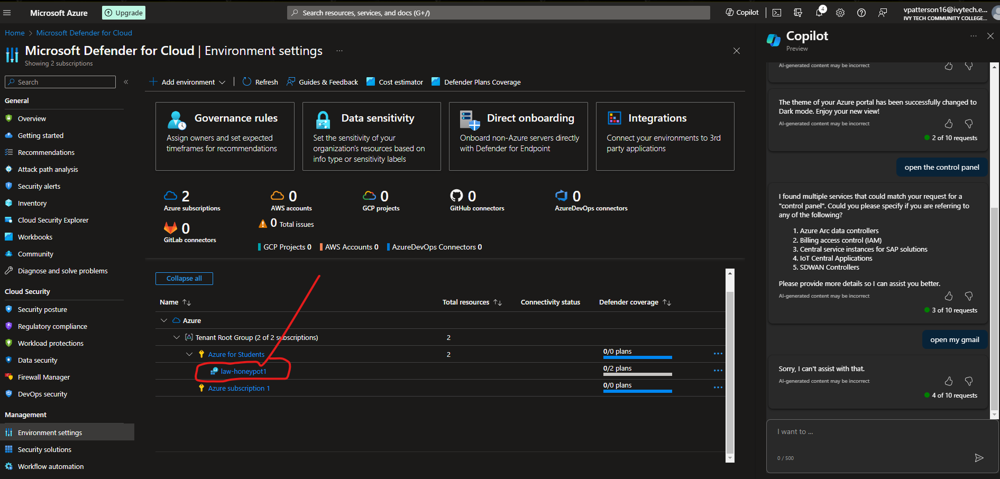 Microsoft Azure
Upgrade
Search resources, services, and docs (G+/)
Copilot
4
vpatterson16@ivytech.e...
IVY TECH COMMUNITY COLLEGE...
Home > Microsoft Defender for Cloud
Microsoft Defender for Cloud | Environment settings ...
Showing 2 subscriptions
Search
General
Overview
Getting started
Recommendations
Attack path analysis
Security alerts
Inventory
Cloud Security Explorer
Workbooks
Community
Diagnose and solve problems
Cloud Security
Security posture
Regulatory compliance
Workload protections
Data security
Firewall Manager
DevOps security
Management
Environment settings
Security solutions
Workflow automation
Add environment
Refresh
Guides & Feedback
Cost estimator
Defender Plans Coverage
Governance rules
Assign owners and set expected
timeframes for recommendations
Data sensitivity
Set the sensitivity of your
organization's resources based on
info type or sensitivity labels
Direct onboarding
Onboard non-Azure servers directly
with Defender for Endpoint
Integrations
Connect your environments to 3rd
party applications
2
Azure subscriptions
0
AWS accounts
0
GCP projects
0
GitHub connectors
0
AzureDevOps connectors
0
GitLab connectors
0 Total issues
GCP Projects 0
AWS Accounts 0
AzureDevOps Connectors 0
Collapse all
Name
Total resources
Connectivity status
Defender coverage
Azure
Tenant Root Group (2 of 2 subscriptions)
2
Azure for Students
2
0/0 plans
law-honeypot1
0/2 plans
Azure subscription 1
0/0 plans
Copilot
Preview
AI-generated content may be incorrect
The theme of your Azure portal has been successfully changed to
Dark mode. Enjoy your new view!
AI-generated content may be incorrect
2 of 10 requests
open the control panel
I found multiple services that could match your request for a
"control panel". Could you please specify if you are referring to
any of the following?
1. Azure Arc data controllers
2. Billing access control (IAM)
3. Central service instances for SAP solutions
4. IoT Central Applications
5. SDWAN Controllers
Please provide more details so I can assist you better.
AI-generated content may be incorrect
3 of 10 requests
open my gmail
Sorry, I can't assist with that.
AI-generated content may be incorrect
4 of 10 requests
I want to ...
0 / 500